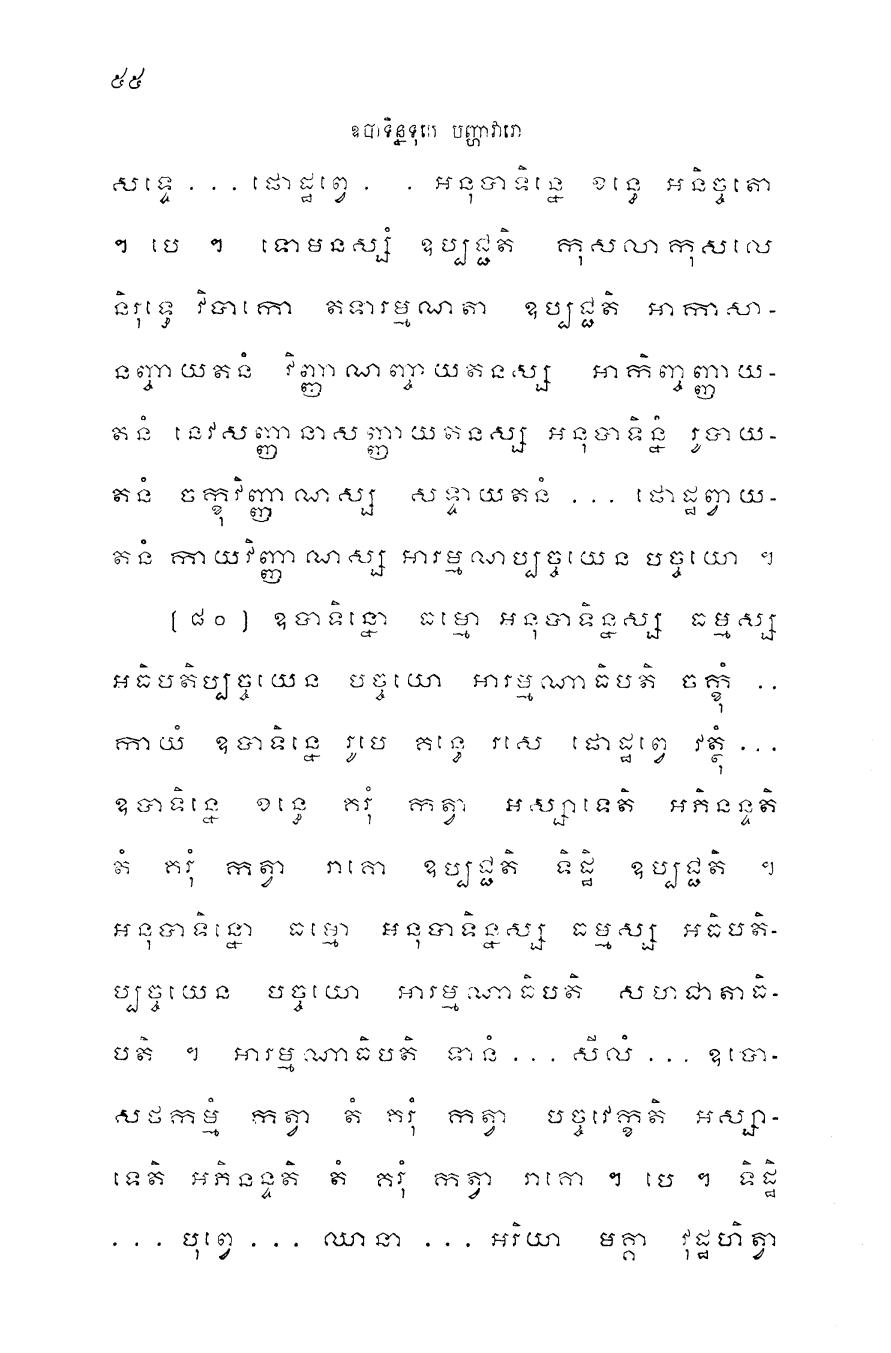 ៥៥
ឧបាទិន្នទុកេ បញ្ហាវារោ
សទ្ទេ ... ផោដ្ឋព្វេ . . អនុបាទិន្នេ ខន្ធេ អនិច្ចតោ
ៗ បេ ៗ ទោមនស្សំ ឧប្បជ្ជតិ កុសលាកុសលេ
និរុទ្ធេ វិបាកោ តទារម្មណតា ឧប្បជ្ជតិ អាកាសា-
នញ្ចាយតនំ វិញ្ញាណញ្ចាយតនស្ស អាកិញ្ចញ្ញាយ-
តនំ នេវសញ្ញានាសញ្ញាយតនស្ស អនុបាទិន្នំ រូបាយ-
តនំ ចក្ខុវិញ្ញាណស្ស សទ្ទាយតនំ ... ផោដ្ឋព្វាយ-
តនំ កាយវិញ្ញាណស្ស អារម្មណប្បច្ចយេន បច្ចយោ ។
[៨០] ឧបាទិន្នោ ធម្មោ អនុបាទិន្នស្ស ធម្មស្ស
អធិបតិប្បច្ចយេន បច្ចយោ អារម្មណាធិបតិ ចក្ខុំ ..
កាយំ ឧបាទិន្នេ រូបេ គន្ធេ រសេ ផោដ្ឋព្វេ វត្ថុំ ...
ឧបាទិន្នេ ខន្ធេ គរុំ កត្វា អស្សាទេតិ អភិនន្ទតិ
តំ គរុំ កត្វា រាគោ ឧប្បជ្ជតិ ទិដ្ឋិ ឧប្បជ្ជតិ ។
អនុបាទិន្នោ ធម្មោ អនុបាទិន្នស្ស ធម្មស្ស អធិបតិ-
ប្បច្ចយេន បច្ចយោ អារម្មណាធិបតិ សហជាតាធិ-
បតិ ។ អារម្មណាធិបតិ ទានំ ... សីលំ ... ឧបោ-
សថកម្មំ កត្វា តំ គរុំ កត្វា បច្ចវេក្ខតិ អស្សា-
ទេតិ អភិនន្ទតិ តំ គរុំ កត្វា រាគោ ៗ បេ ៗ ទិដ្ឋិ
... បុព្វេ ... ឈានា ... អរិយា មគ្គា វុដ្ឋហិត្វា